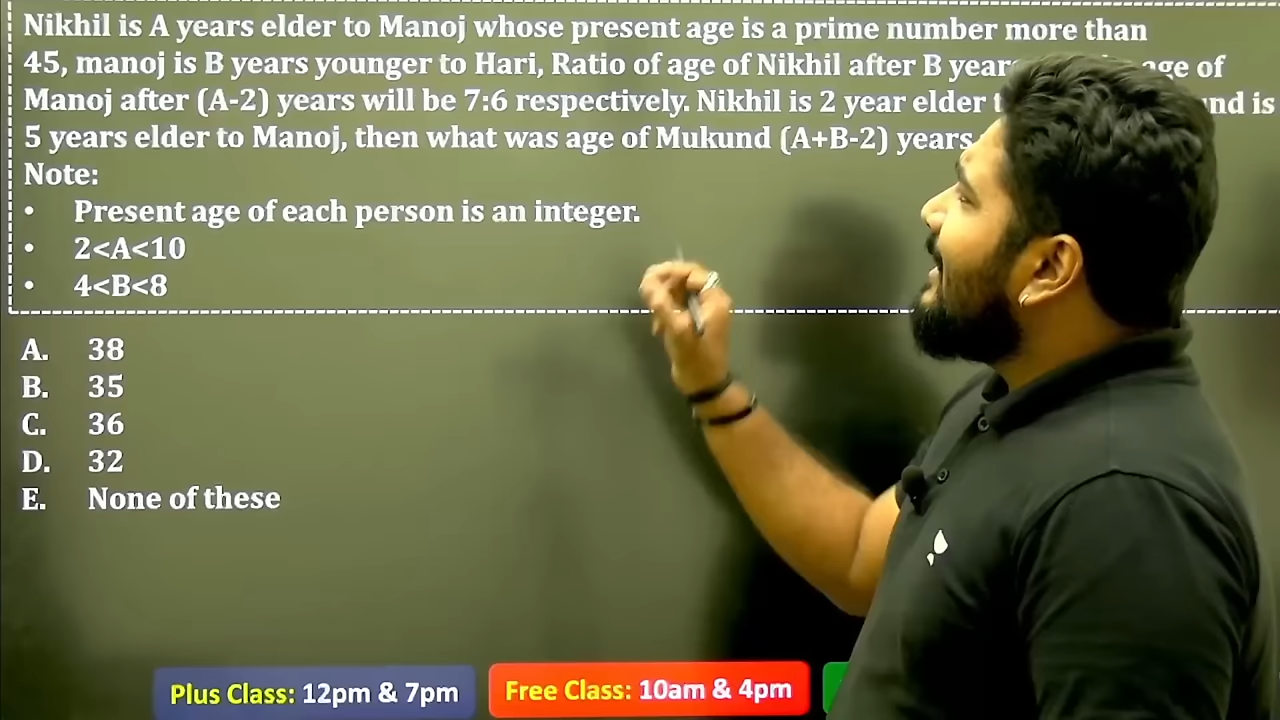 Nikhil is A years elder to Manoj whose present age is a prime number more than
45, manoj is B years younger to Hari, Ratio of age of Nikhil after B age of
Manoj after (A-2) years will be 7:6 respectively. Nikhil is 2 year elder is
5 years elder to Manoj, then what was age of Mukund (A+B-2) years
Note:
• Present age of each person is an integer.
• 2<A<10
• 4<B<8
A. 38
B. 35
C. 36
D. 32
E. None of these
Plus Class: 12pm & 7pm
Free Class: 10am & 4pm